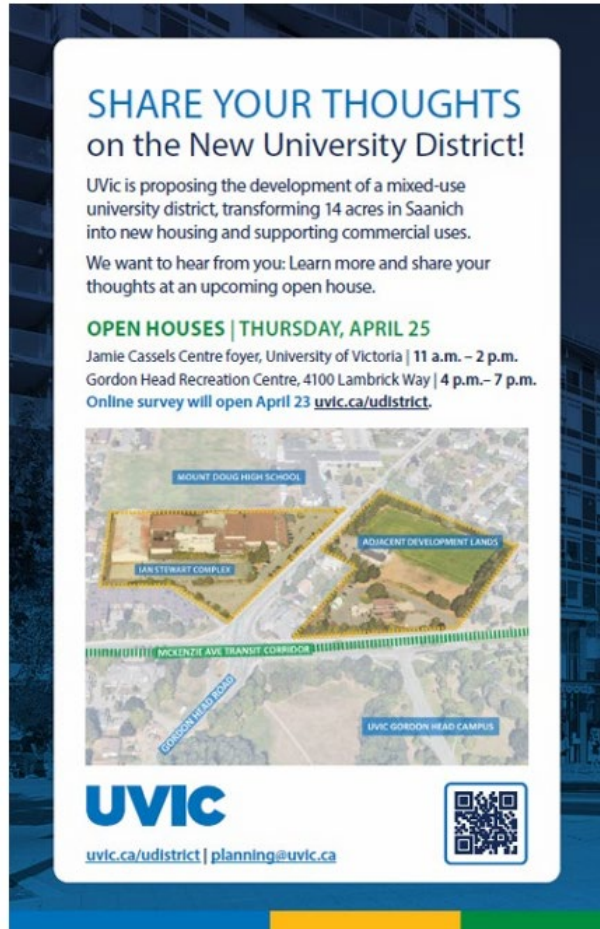 SHARE YOUR THOUGHTS
on the New University District!
UVic is proposing the development of a mixed-use
university district, transforming 14 acres in Saanich
into new housing and supporting commercial uses.
We want to hear from you: Learn more and share your
thoughts at an upcoming open house.
OPEN HOUSES | THURSDAY, APRIL 25
Jamie Cassels Centre foyer, University of Victoria | 11 a.m. – 2 p.m.
Gordon Head Recreation Centre, 4100 Lambrick Way | 4 p.m.– 7 p.m.
Online survey will open April 23 uvic.ca/udistrict.
MOUNT DOUG HIGH SCHOOL
ADJACENT DEVELOPMENT LANDS
IAN STEWART COMPLEX
MCKENZIE AVE TRANSIT CORRIDOR
GORDON HEAD ROAD
UVIC GORDON HEAD CAMPUS
UVIC
uvic.ca/udistrict | planning@uvic.ca